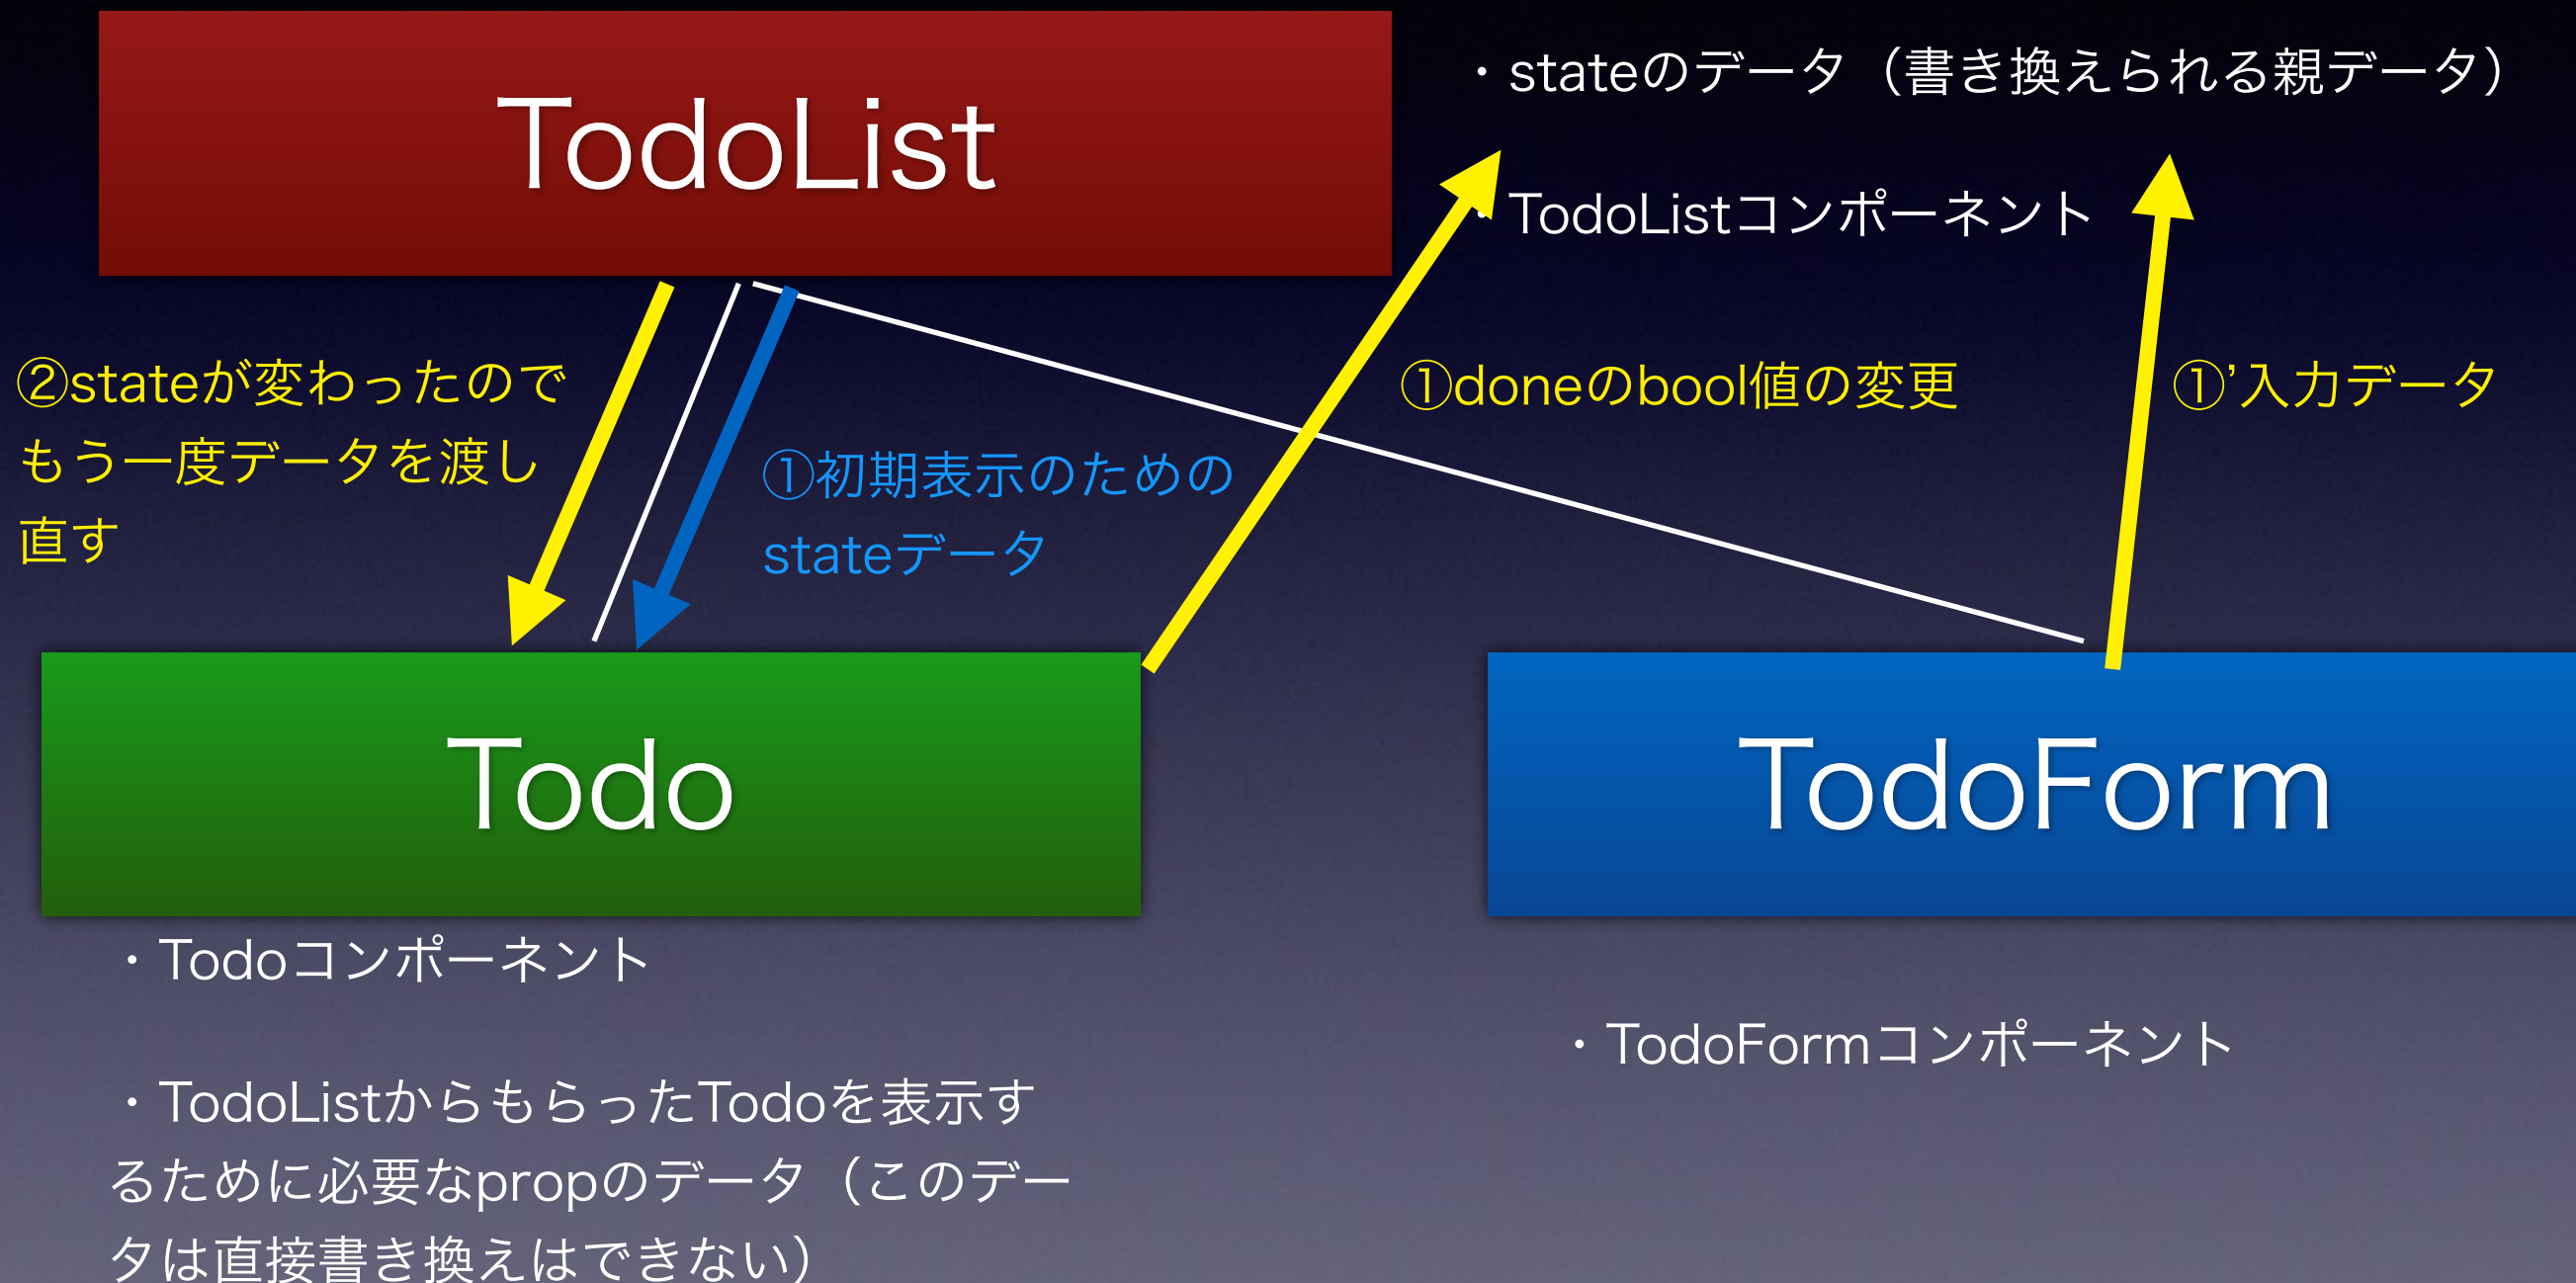 TodoList
・stateのデータ（書き換えられる親データ）
・TodoListコンポーネント
②stateが変わったので
もう一度データを渡し
直す
①初期表示のための
stateデータ
①doneのbool値の変更
①’入力データ
Todo
TodoForm
・Todoコンポーネント
・TodoListからもらったTodoを表示す
るために必要なpropのデータ（このデー
タは直接書き換えはできない）
・TodoFormコンポーネント